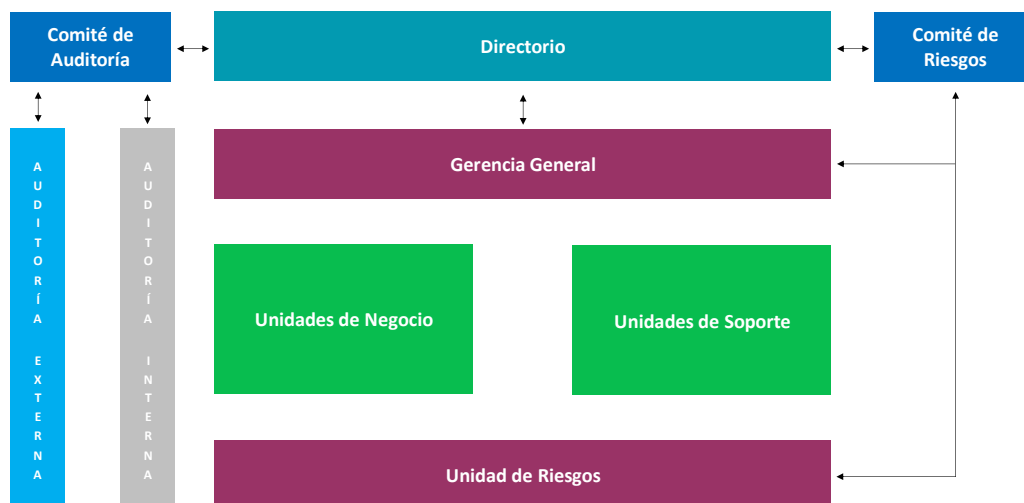 Comité de
Auditoría
Directorio
Comité de
Riesgos
AUDITORÍA EXTERNA
AUDITORÍA INTERNA
Gerencia General
Unidades de Negocio
Unidades de Soporte
Unidad de Riesgos